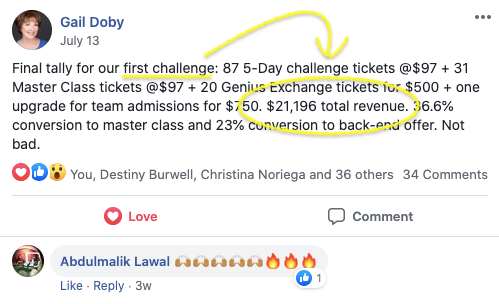 Gail Doby
July 13
Final tally for our first challenge: 87 5-Day challenge tickets @$97 + 31
Master Class tickets @$97 + 20 Genius Exchange tickets for $500 + one
upgrade for team admissions for $750. $21,196 total revenue. 36.6%
conversion to master class and 23% conversion to back-end offer. Not
bad.
You, Destiny Burwell, Christina Noriega and 36 others 34 Comments
Love Comment
Abdulmalik Lawal 🙌🏽🙌🏽🙌🏽🙌🏽🙌🏽🔥🔥🔥
1
Like · Reply · 3w